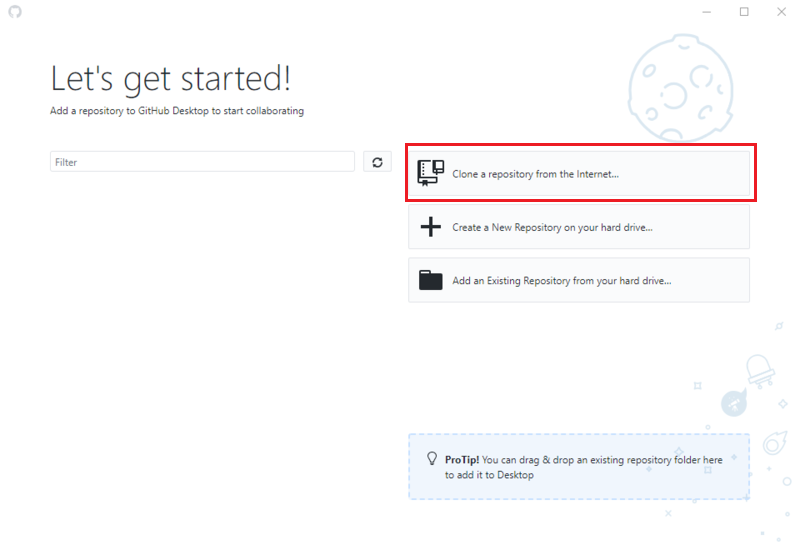 Let's get started!
Add a repository to GitHub Desktop to start collaborating
Filter
Clone a repository from the Internet...
Create a New Repository on your hard drive...
Add an Existing Repository from your hard drive...
ProTip! You can drag & drop an existing repository folder here
to add it to Desktop